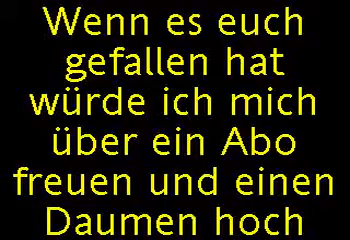 Wenn es euch
gefallen hat
würde ich mich
über ein Abo
freuen und einen
Daumen hoch